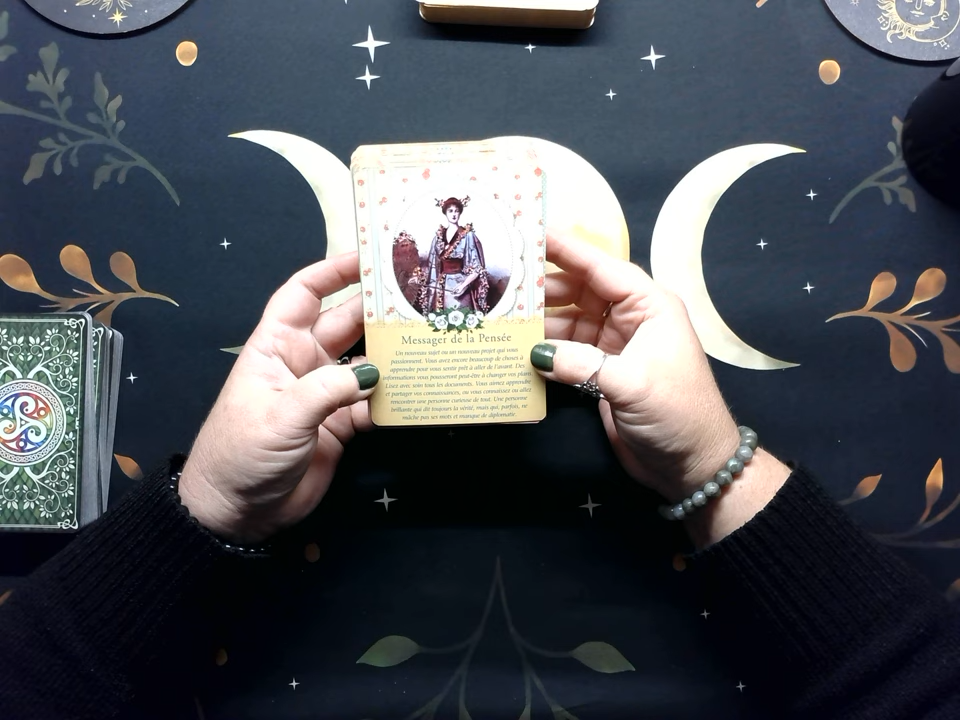 Messager de la Pensée
Un nouveau sujet ou un nouveau projet qui vous
passionnent. Vous avez encore beaucoup de choses à
apprendre pour vous sentir prêt à aller de l'avant. Des
informations vous pousseront peut-être à changer vos plans.
Lisez avec soin tous les documents. Vous aimez apprendre
et partager vos connaissances, ou vous connaissez ou allez
rencontrer une personne curieuse de tout. Une personne
brillante qui dit toujours la vérité, mais qui, parfois, ne
mâche pas ses mots et manque de diplomatie.